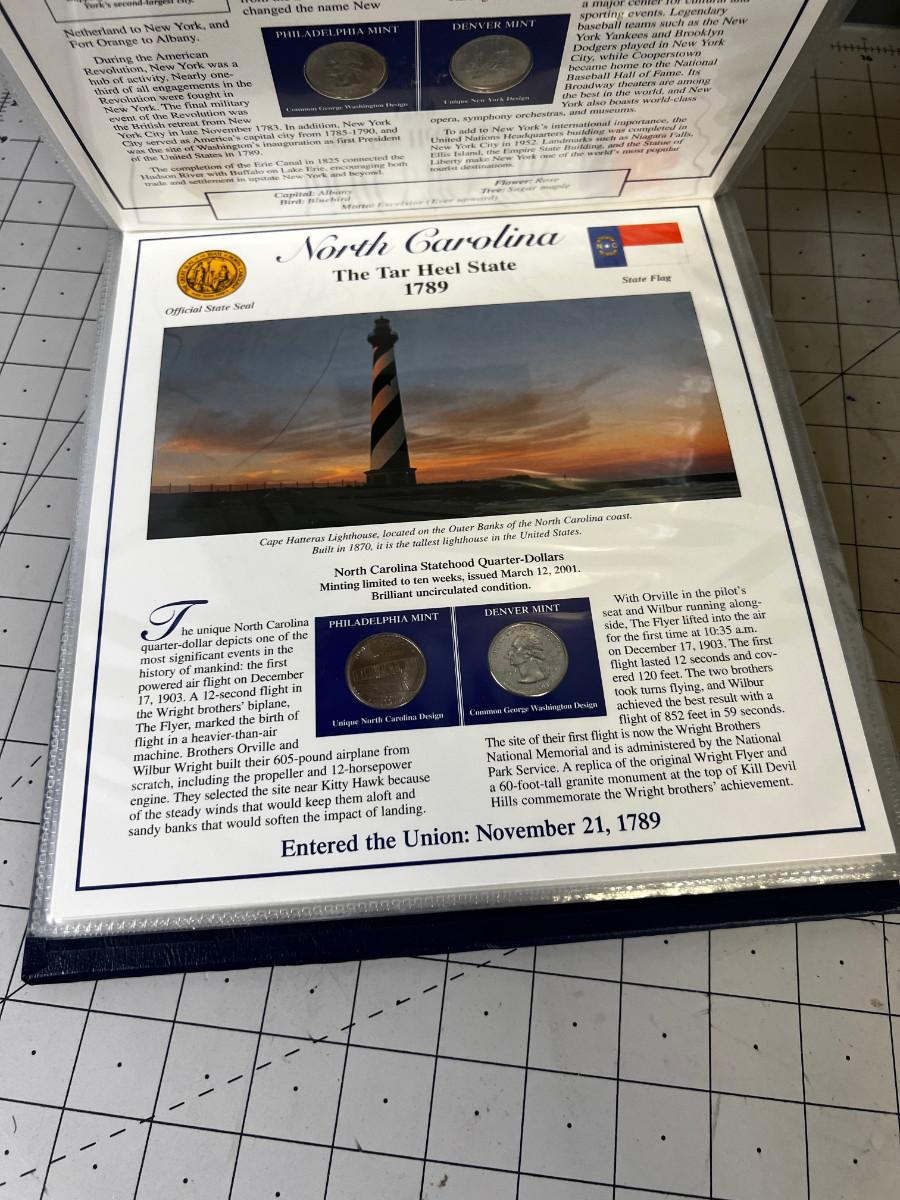 York's second-largest city.
changed the name New
Netherland to New York, and
Port Orange to Albany.
During the American
Revolution, New York was a
hub of activity. Nearly one-
third of all engagements in the
Revolution were fought in
New York. The final military
event of the Revolution was
the British retreat from New
York City in late November 1783. In addition, New York
City served as America's capital city from 1785-1790, and
was the site of Washington's inauguration as first President
of the United States in 1789.
The completion of the Erie Canal in 1825 connected the
Hudson River with Buffalo on Lake Erie, encouraging both
trade and settlement in upstate New York and beyond.
PHILADELPHIA MINT
Common George Washington Design
DENVER MINT
Unique New York Design
a major center for cultural and
sporting events. Legendary
baseball teams such as the New
York Yankees and Brooklyn
Dodgers played in New York
City, while Cooperstown
became home to the National
Baseball Hall of Fame. Its
Broadway theaters are among
the best in the world, and New
York also boasts world-class
opera, symphony orchestras, and museums.
To add to New York's international importance, the
United Nations Headquarters building was completed in
New York City in 1952. Landmarks such as Niagara Falls,
Ellis Island, the Empire State Building, and the Statue of
Liberty make New York one of the world's most popular
tourist destinations.
Capital: Albany
Flower: Rose
Bird: Bluebird
Tree: Sugar maple
Motto: Excelsior (Ever upward)
North Carolina
The Tar Heel State
1789
Official State Seal
State Flag
Cape Hatteras Lighthouse, located on the Outer Banks of the North Carolina coast.
Built in 1870, it is the tallest lighthouse in the United States.
North Carolina Statehood Quarter-Dollars
Minting limited to ten weeks, issued March 12, 2001.
Brilliant uncirculated condition.
The unique North Carolina
quarter-dollar depicts one of the
most significant events in the
history of mankind: the first
powered air flight on December
17, 1903. A 12-second flight in
the Wright brothers' biplane,
The Flyer, marked the birth of
flight in a heavier-than-air
machine. Brothers Orville and
Wilbur Wright built their 605-pound airplane from
scratch, including the propeller and 12-horsepower
engine. They selected the site near Kitty Hawk because
of the steady winds that would keep them aloft and
sandy banks that would soften the impact of landing.
PHILADELPHIA MINT
Unique North Carolina Design
DENVER MINT
Common George Washington Design
With Orville in the pilot's
seat and Wilbur running along-
side, The Flyer lifted into the air
for the first time at 10:35 a.m.
on December 17, 1903. The first
flight lasted 12 seconds and cov-
ered 120 feet. The two brothers
took turns flying, and Wilbur
achieved the best result with a
flight of 852 feet in 59 seconds.
The site of their first flight is now the Wright Brothers
National Memorial and is administered by the National
Park Service. A replica of the original Wright Flyer and
a 60-foot-tall granite monument at the top of Kill Devil
Hills commemorate the Wright brothers' achievement.
Entered the Union: November 21, 1789